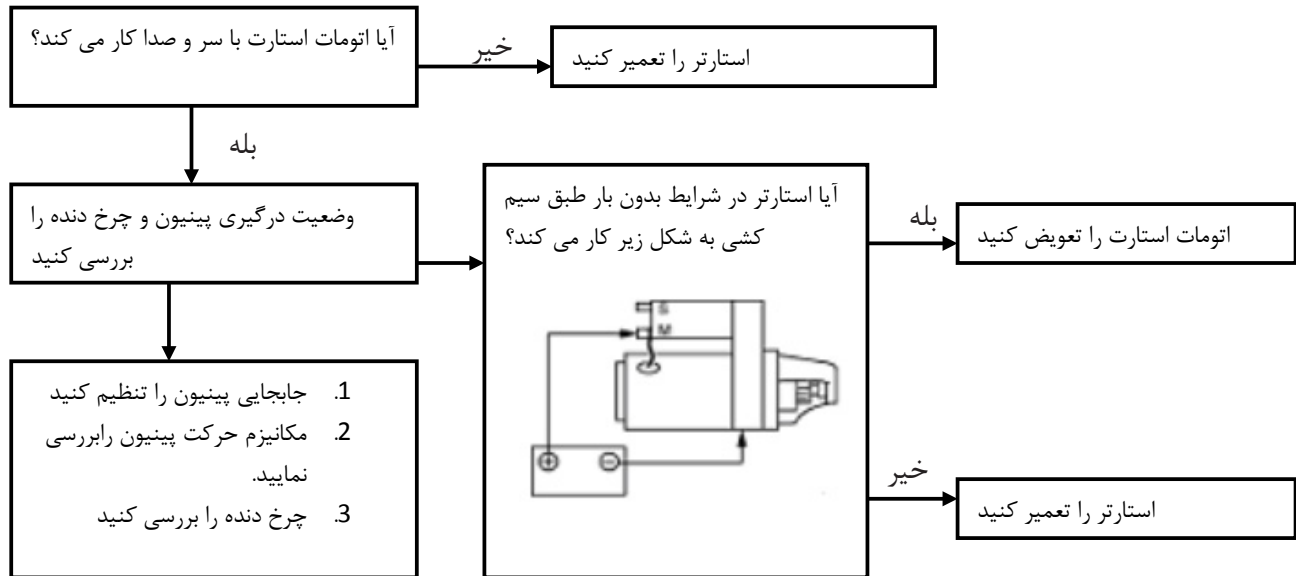 آیا اتومات استارت با سر و صدا کار می کند؟
خیر
استارتر را تعمیر کنید
بله
وضعیت درگیری پینیون و چرخ دنده را
بررسی کنید
آیا استارتر در شرایط بدون بار طبق سیم
کشی به شکل زیر کار می کند؟
S
M
بله
اتومات استارت را تعویض کنید
1. جابجایی پینیون را تنظیم کنید
2. مکانیزم حرکت پینیون رابررسی
نمایید.
3. چرخ دنده را بررسی کنید
خیر
استارتر را تعمیر کنید